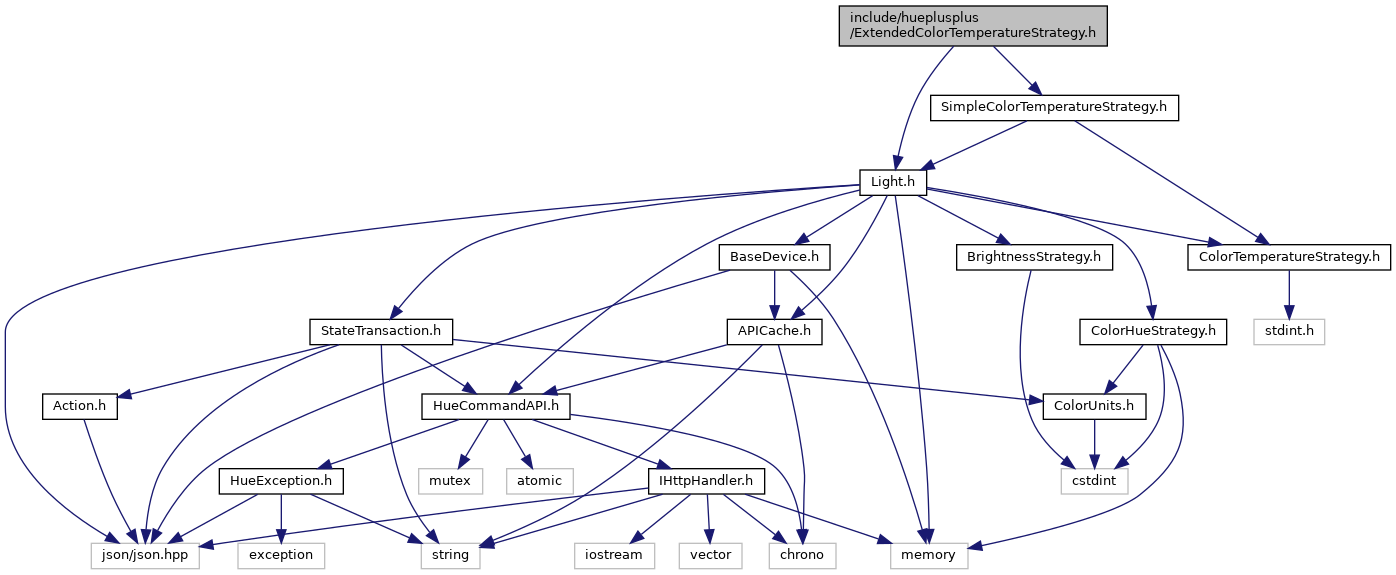 include/hueplusplus
/ExtendedColorTemperatureStrategy.h
SimpleColorTemperatureStrategy.h
Light.h
BaseDevice.h
BrightnessStrategy.h
ColorTemperatureStrategy.h
StateTransaction.h
APICache.h
ColorHueStrategy.h
stdint.h
Action.h
HueCommandAPI.h
ColorUnits.h
HueException.h
mutex
atomic
IHttpHandler.h
cstdint
json/json.hpp
exception
string
iostream
vector
chrono
memory